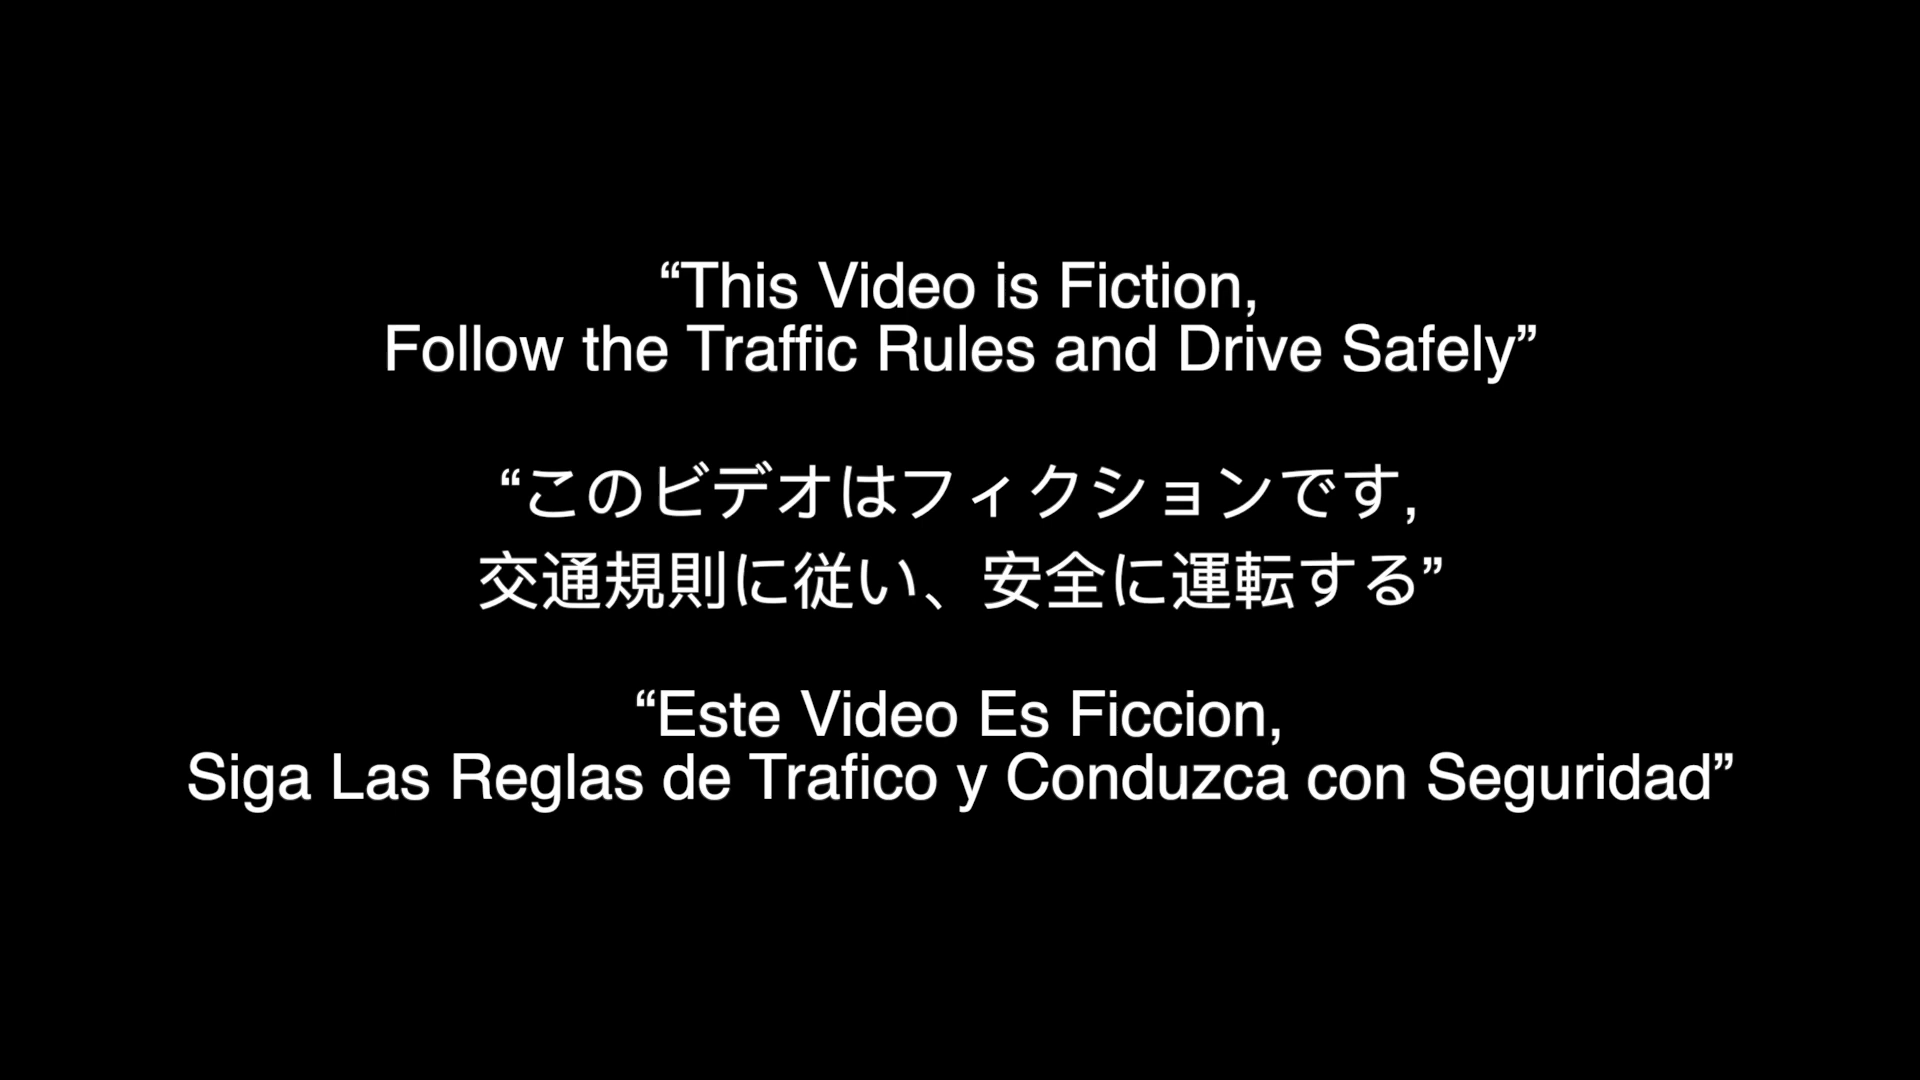 “This Video is Fiction,
Follow the Traffic Rules and Drive Safely”
“このビデオはフィクションです,
交通規則に従い、安全に運転する”
“Este Video Es Ficcion,
Siga Las Reglas de Trafico y Conduzca con Seguridad”